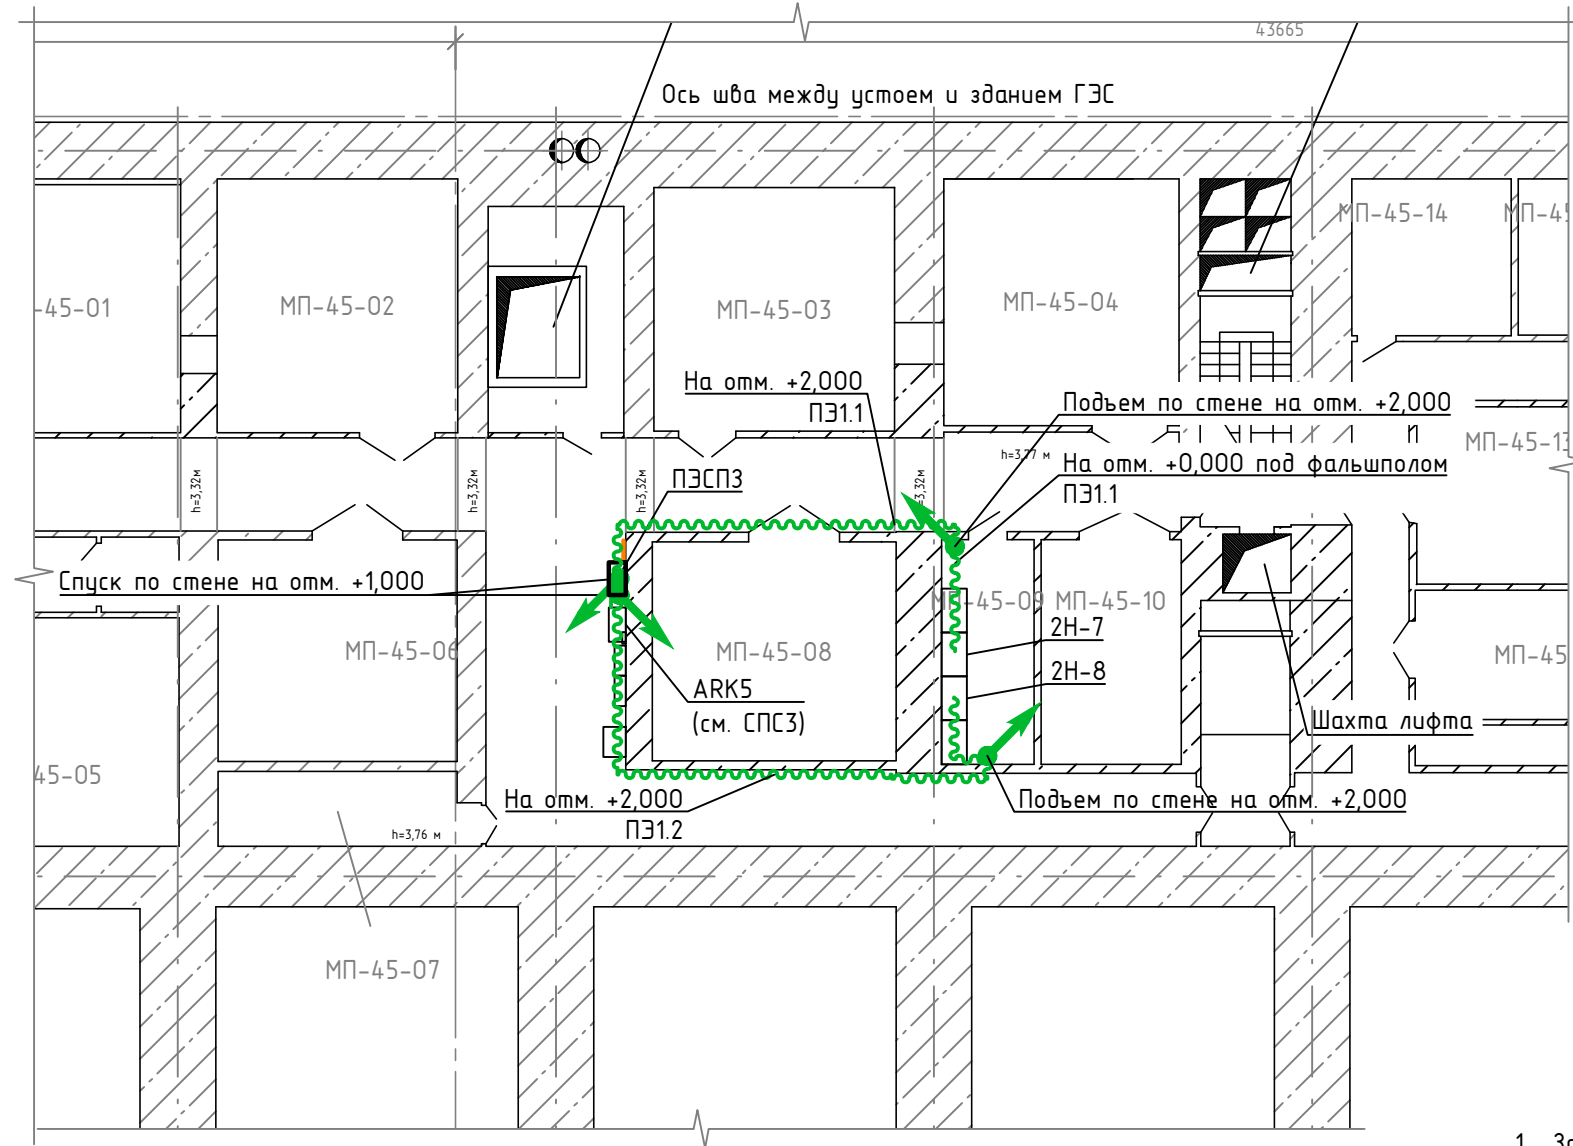 43665
Ось шва между устоем и зданием ГЭС
МП-45-14
МП-45
-45-01
МП-45-02
МП-45-03
МП-45-04
На отм. +2,000
ПЭ1.1
Подъем по стене на отм. +2,000
МП-45-13
h=3,77 м
На отм. +0,000 под фальшполом
ПЭ1.1
h=3,32м
h=3,32м
h=3,32м
3,32м
ПЭСП3
Спуск по стене на отм. +1,000
МП-45-09
МП-45-10
МП-45-06
МП-45-08
2Н-7
2Н-8
МП-45
ARK5
(см. СПС3)
Шахта лифта
45-05
На отм. +2,000
ПЭ1.2
Подъем по стене на отм. +2,000
h=3,76 м
МП-45-07
1